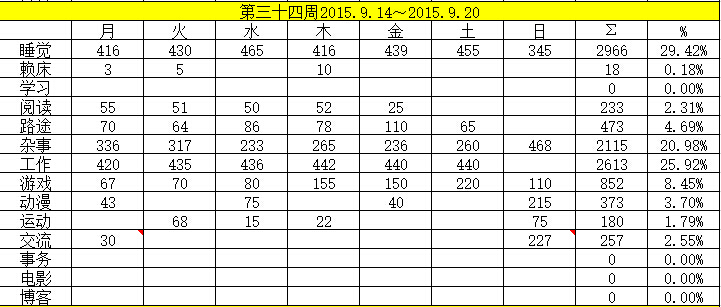 第三十四周2015.9.14～2015.9.20
月 火 水 木 金 土 日 Σ %
睡觉 416 430 465 416 439 455 345 2966 29.42%
赖床 3 5 10 18 0.18%
学习 0 0.00%
阅读 55 51 50 52 25 233 2.31%
路途 70 64 86 78 110 65 473 4.69%
杂事 336 317 233 265 236 260 468 2115 20.98%
工作 420 435 436 442 440 440 2613 25.92%
游戏 67 70 80 155 150 220 110 852 8.45%
动漫 43 75 40 215 373 3.70%
运动 68 15 22 75 180 1.79%
交流 30 227 257 2.55%
事务 0 0.00%
电影 0 0.00%
博客 0 0.00%